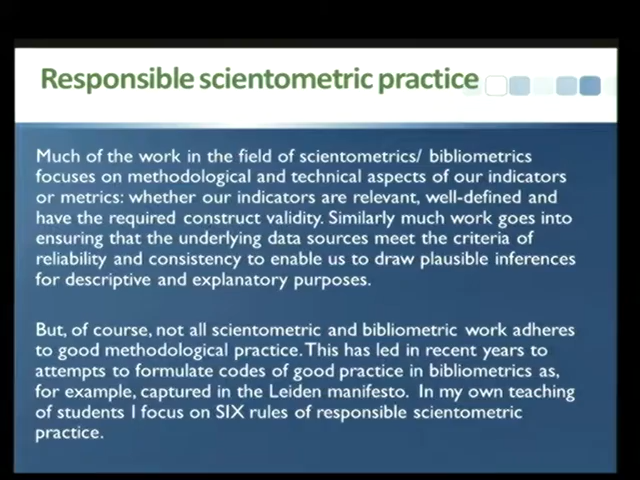 Responsible scientometric practice
Much of the work in the field of scientometrics/ bibliometrics
focuses on methodological and technical aspects of our indicators
or metrics: whether our indicators are relevant, well-defined and
have the required construct validity. Similarly much work goes into
ensuring that the underlying data sources meet the criteria of
reliability and consistency to enable us to draw plausible inferences
for descriptive and explanatory purposes.
But, of course, not all scientometric and bibliometric work adheres
to good methodological practice. This has led in recent years to
attempts to formulate codes of good practice in bibliometrics as,
for example, captured in the Leiden manifesto. In my own teaching
of students I focus on SIX rules of responsible scientometric
practice.